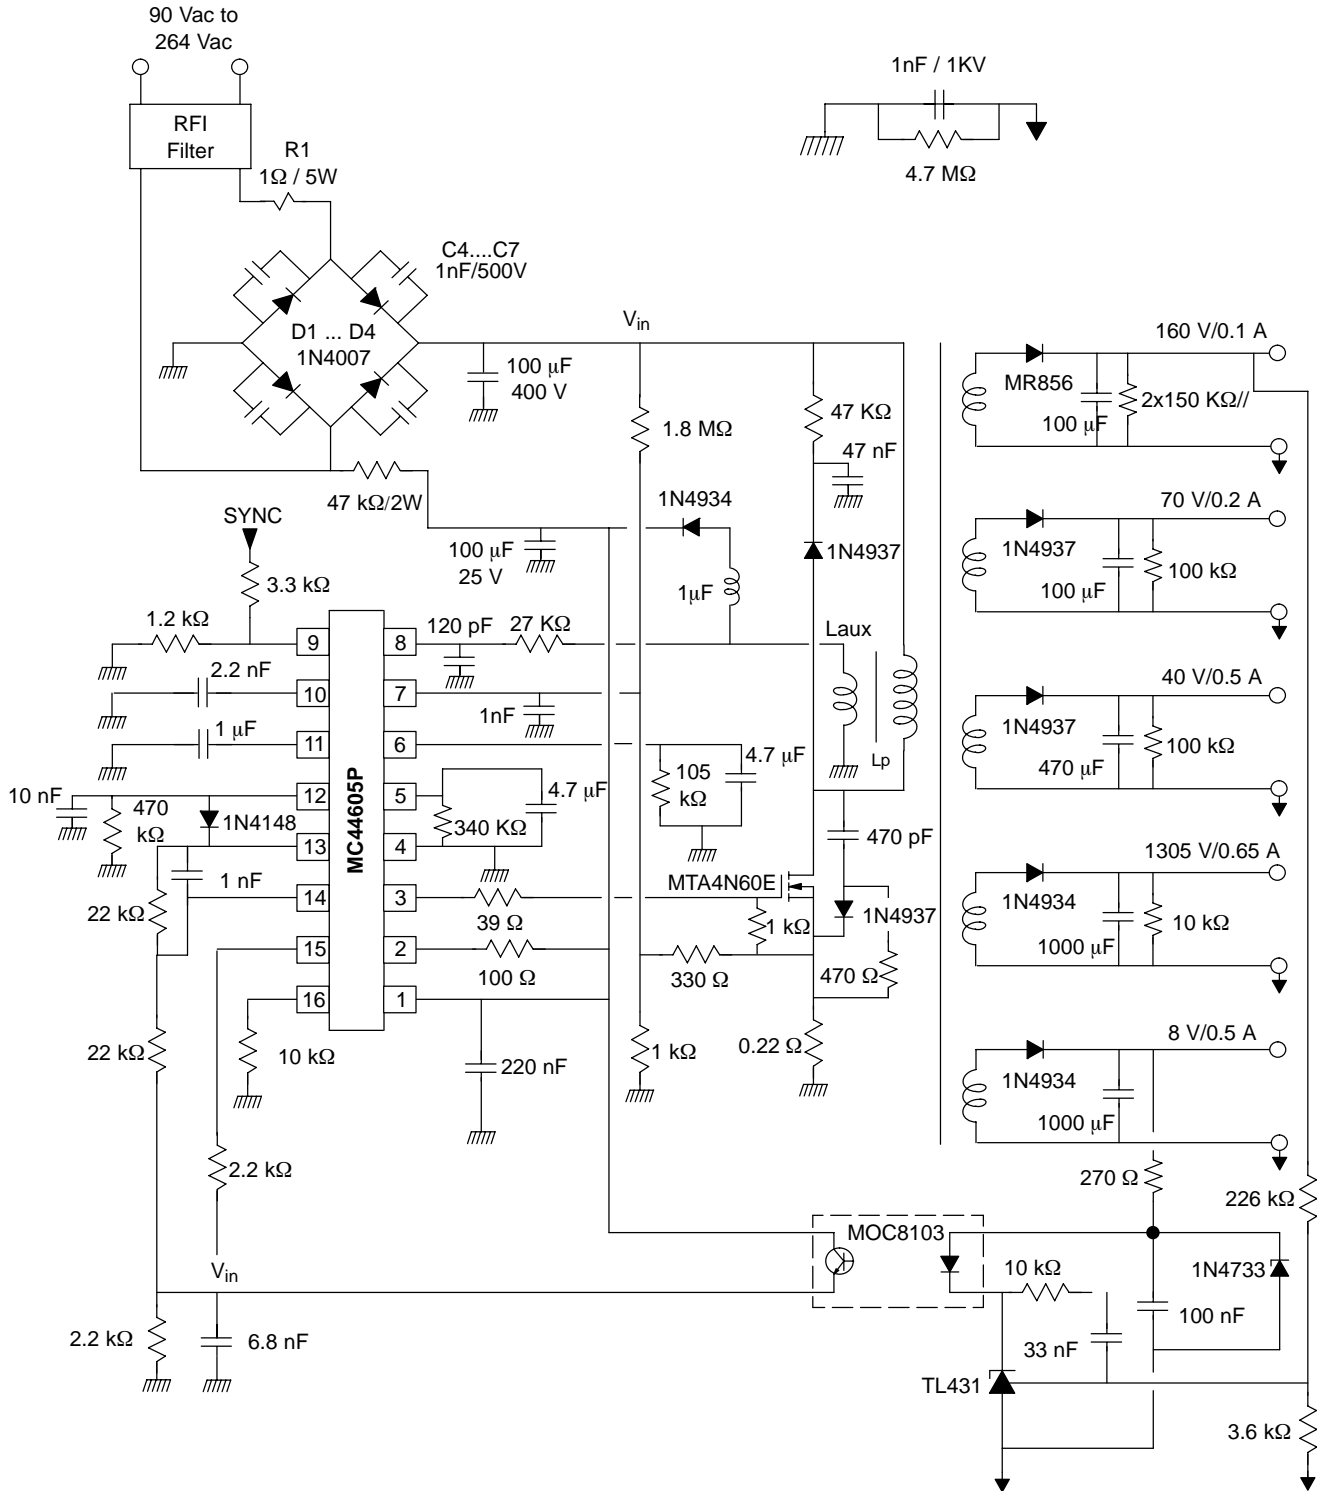 90 Vac to
264 Vac
RFI
Filter
R1
1Ω / 5W
1nF / 1KV
4.7 MΩ
C4....C7
1nF/500V
D1 ... D4
1N4007
Vin
100 µF
400 V
1.8 MΩ
47 KΩ
47 nF
160 V/0.1 A
MR856
100 µF
2x150 KΩ//
47 kΩ/2W
1N4934
1N4937
SYNC
3.3 kΩ
100 µF
25 V
1µF
70 V/0.2 A
1N4937
100 µF
100 kΩ
1.2 kΩ
120 pF
27 KΩ
Laux
9
8
2.2 nF
10
7
1nF
Lp
40 V/0.5 A
1N4937
470 µF
100 kΩ
1 µF
11
6
105
kΩ
4.7 µF
10 nF
470
kΩ
1N4148
12
5
340 KΩ
4.7 µF
MC44605P
13
4
470 pF
1 nF
14
3
39 Ω
MTA4N60E
1 kΩ
1N4937
1305 V/0.65 A
1N4934
1000 µF
10 kΩ
22 kΩ
15
2
100 Ω
330 Ω
470 Ω
16
1
22 kΩ
10 kΩ
220 nF
1 kΩ
0.22 Ω
8 V/0.5 A
1N4934
1000 µF
2.2 kΩ
270 Ω
226 kΩ
MOC8103
Vin
10 kΩ
1N4733
2.2 kΩ
6.8 nF
33 nF
100 nF
TL431
3.6 kΩ